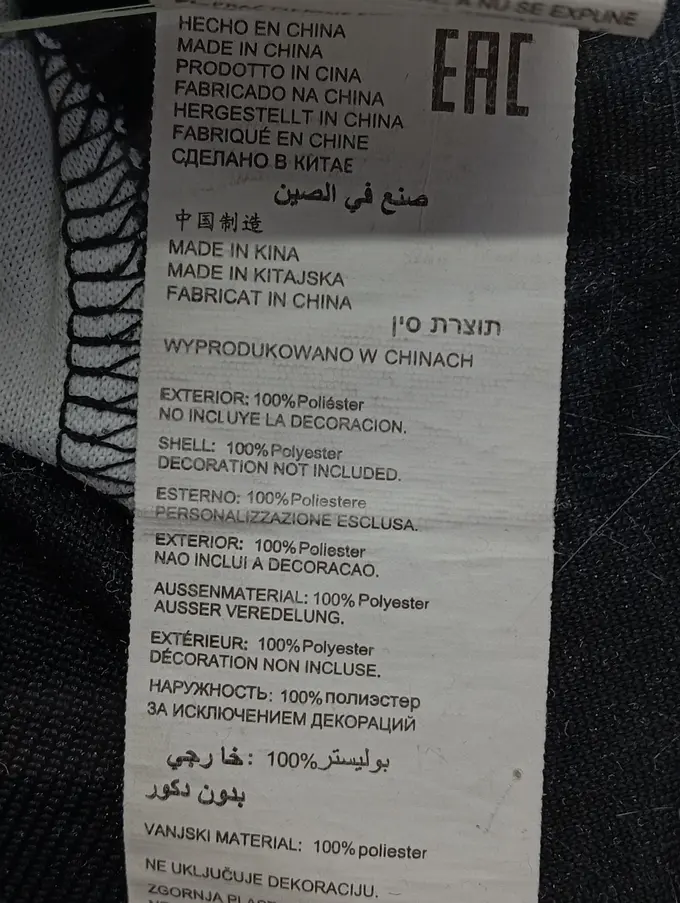 A NO SE EXPONE
HECHO EN CHINA
EAC
MADE IN CHINA
PRODOTTO IN CINA
FABRICADO NA CHINA
HERGESTELLT IN CHINA
FABRIQUÉ EN CHINE
СДЕЛАНО В КИТАЕ
صنع في الصين
中国制造
MADE IN KINA
MADE IN KITAJSKA
FABRICAT IN CHINA
תוצרת סין
WYPRODUKOWANO W CHINACH
EXTERIOR: 100%Poliéster
NO INCLUYE LA DECORACION.
SHELL: 100%Polyester
DECORATION NOT INCLUDED.
ESTERNO: 100%Poliestere
PERSONALIZZAZIONE ESCLUSA.
EXTERIOR: 100%Poliester
NAO INCLUI A DECORACAO.
AUSSENMATERIAL: 100% Polyester
AUSSER VEREDELUNG.
EXTÉRIEUR: 100%Polyester
DÉCORATION NON INCLUSE.
НАРУЖНОСТЬ: 100%полиэстер
ЗА ИСКЛЮЧЕНИЕМ ДЕКОРАЦИЙ
خارجي: 100%بوليستر
بدون دكور
VANJSKI MATERIAL: 100%poliester
NE UKLJUČUJE DEKORACIJU.
ZGORNJA